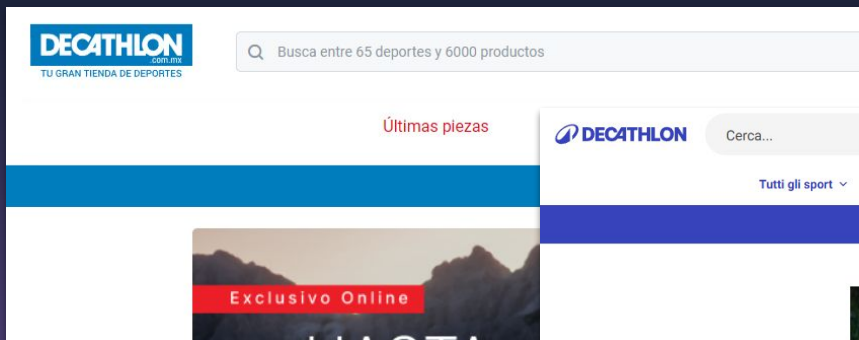 DECATHLON
.com.mx
TU GRAN TIENDA DE DEPORTES
Busca entre 65 deportes y 6000 productos
Últimas piezas
DECATHLON
Cerca...
Tutti gli sport
Exclusivo Online
HASTA